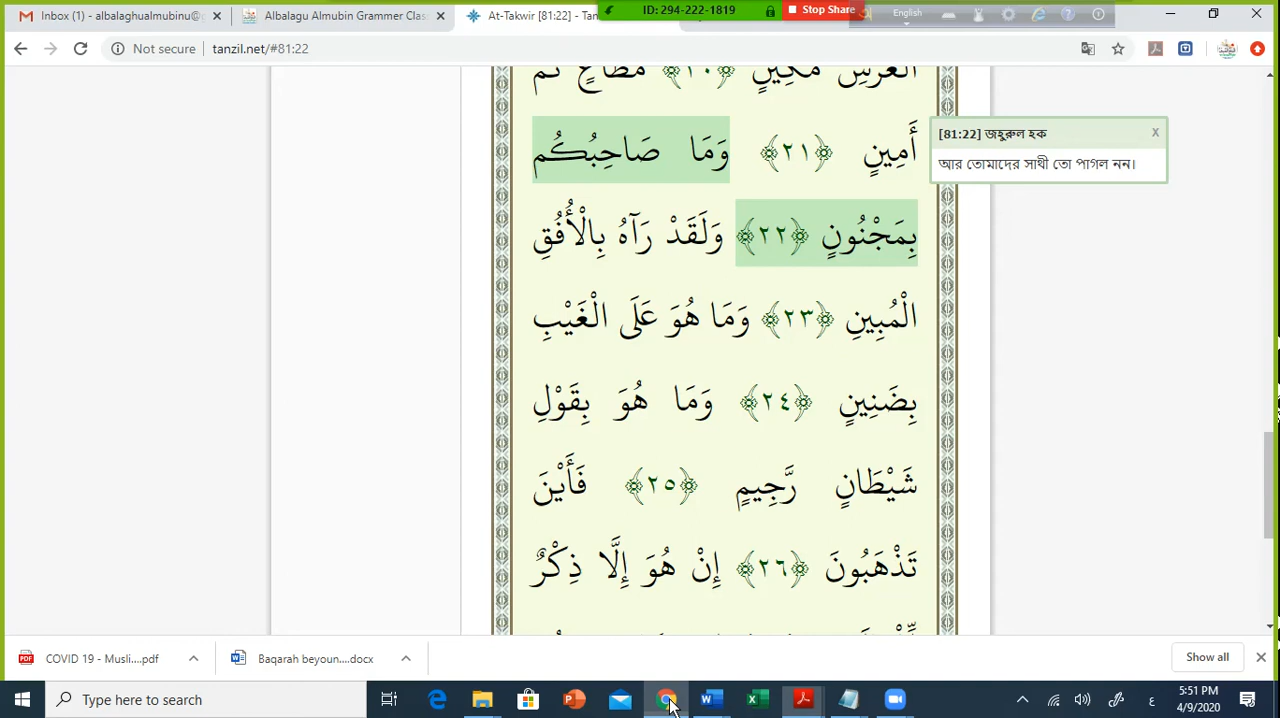 Inbox (1) - albalaghualmubinu@
Albalagu Almubin Grammer Clas
At-Takwir [81:22] - Tan
ID: 294-222-1819
Stop Share
English
Not secure
tanzil.net/#81:22
أَمِينٍ ﴿٢١﴾ وَمَا صَاحِبُكُم
بِمَجْنُونٍ ﴿٢٢﴾ وَلَقَدْ رَآهُ بِالْأُفُقِ
الْمُبِينِ ﴿٢٣﴾ وَمَا هُوَ عَلَى الْغَيْبِ
بِضَنِينٍ ﴿٢٤﴾ وَمَا هُوَ بِقَوْلِ
شَيْطَانٍ رَّجِيمٍ ﴿٢٥﴾ فَأَيْنَ
تَذْهَبُونَ ﴿٢٦﴾ إِنْ هُوَ إِلَّا ذِكْرٌ
[81:22] জহুরুল হক
X
আর তোমাদের সাথী তো পাগল নন।
COVID 19 - Musli....pdf
Baqarah beyoun....docx
Show all
Type here to search
ع
5:51 PM
4/9/2020